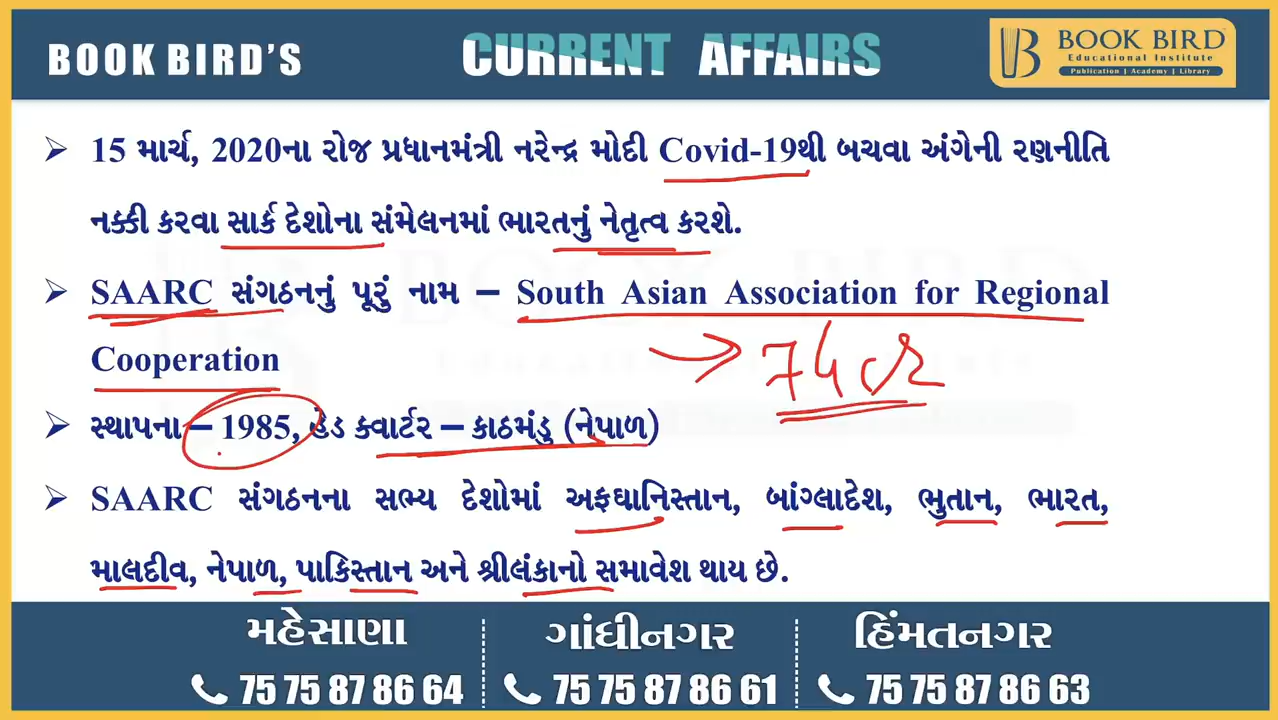 BOOK BIRD'S
CURRENT AFFAIRS
BOOK BIRD
Educational Institute
Publication | Academy | Library
➢ 15 માર્ચ, 2020ના રોજ પ્રધાનમંત્રી નરેન્દ્ર મોદી Covid-19થી બચવા અંગેની રણનીતિ
નક્કી કરવા સાર્ક દેશોના સંમેલનમાં ભારતનું નેતૃત્વ કરશે.
➢ SAARC સંગઠનનું પૂરું નામ – South Asian Association for Regional
Cooperation
➢ સ્થાપના – 1985, હેડ ક્વાર્ટર – કાઠમંડુ (નેપાળ)
➢ SAARC સંગઠનના સભ્ય દેશોમાં અફઘાનિસ્તાન, બાંગ્લાદેશ, ભુતાન, ભારત,
માલદીવ, નેપાળ, પાકિસ્તાન અને શ્રીલંકાનો સમાવેશ થાય છે.
મહેસાણા
75 75 87 86 64
ગાંધીનગર
75 75 87 86 61
હિંમતનગર
75 75 87 86 63